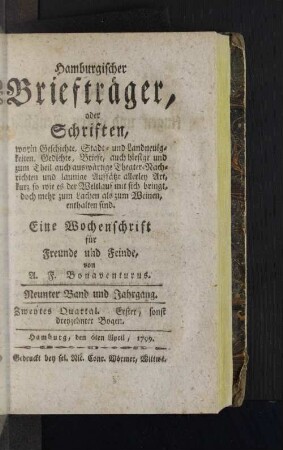 Hamburgischer
Briefträger,
oder
Schriften,
worin Geschichte, Stadt- und Landneuig-
keiten, Gedichte, Briefe, auch hiesige und
zum Theil auch auswärtige Theater-Nach-
richten und launige Aufsätze allerley Art,
kurz so wie es der Weltlauf mit sich bringt,
doch mehr zum Lachen als zum Weinen,
enthalten sind.
Eine Wochenschrift
für
Freunde und Feinde,
von
A. F. Bonaventurus.
Neunter Band und Jahrgang.
Zweytes Quartal. Erster, sonst
dreyzehnter Bogen.
Hamburg, den 6ten April, 1799.
Gedruckt bey sel. Nic. Conr. Wörmer, Wittwe.